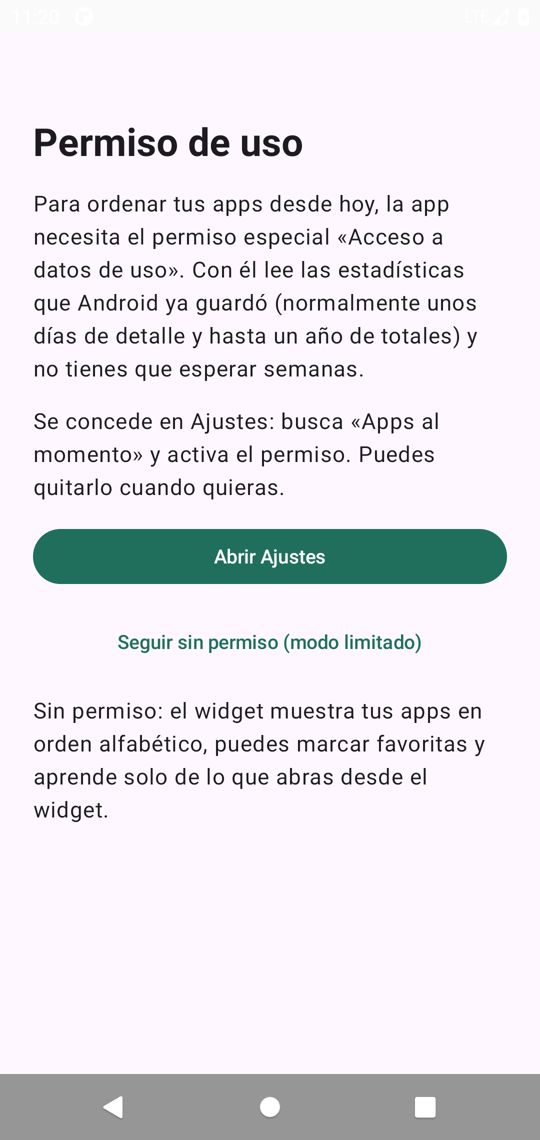 11:20
LTE
Permiso de uso
Para ordenar tus apps desde hoy, la app
necesita el permiso especial «Acceso a
datos de uso». Con él lee las estadísticas
que Android ya guardó (normalmente unos
días de detalle y hasta un año de totales) y
no tienes que esperar semanas.
Se concede en Ajustes: busca «Apps al
momento» y activa el permiso. Puedes
quitarlo cuando quieras.
Abrir Ajustes
Seguir sin permiso (modo limitado)
Sin permiso: el widget muestra tus apps en
orden alfabético, puedes marcar favoritas y
aprende solo de lo que abras desde el
widget.